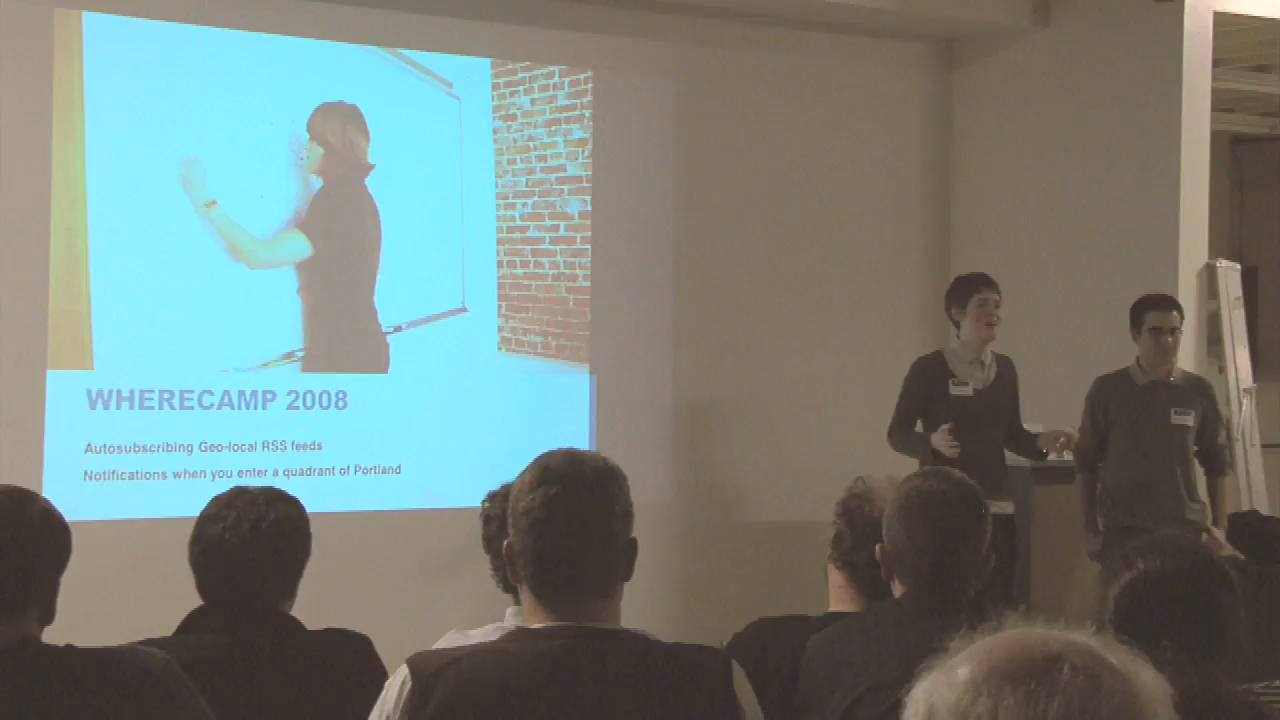 WHERECAMP 2008
Autosubscribing Geo-local RSS feeds
Notifications when you enter a quadrant of Portland